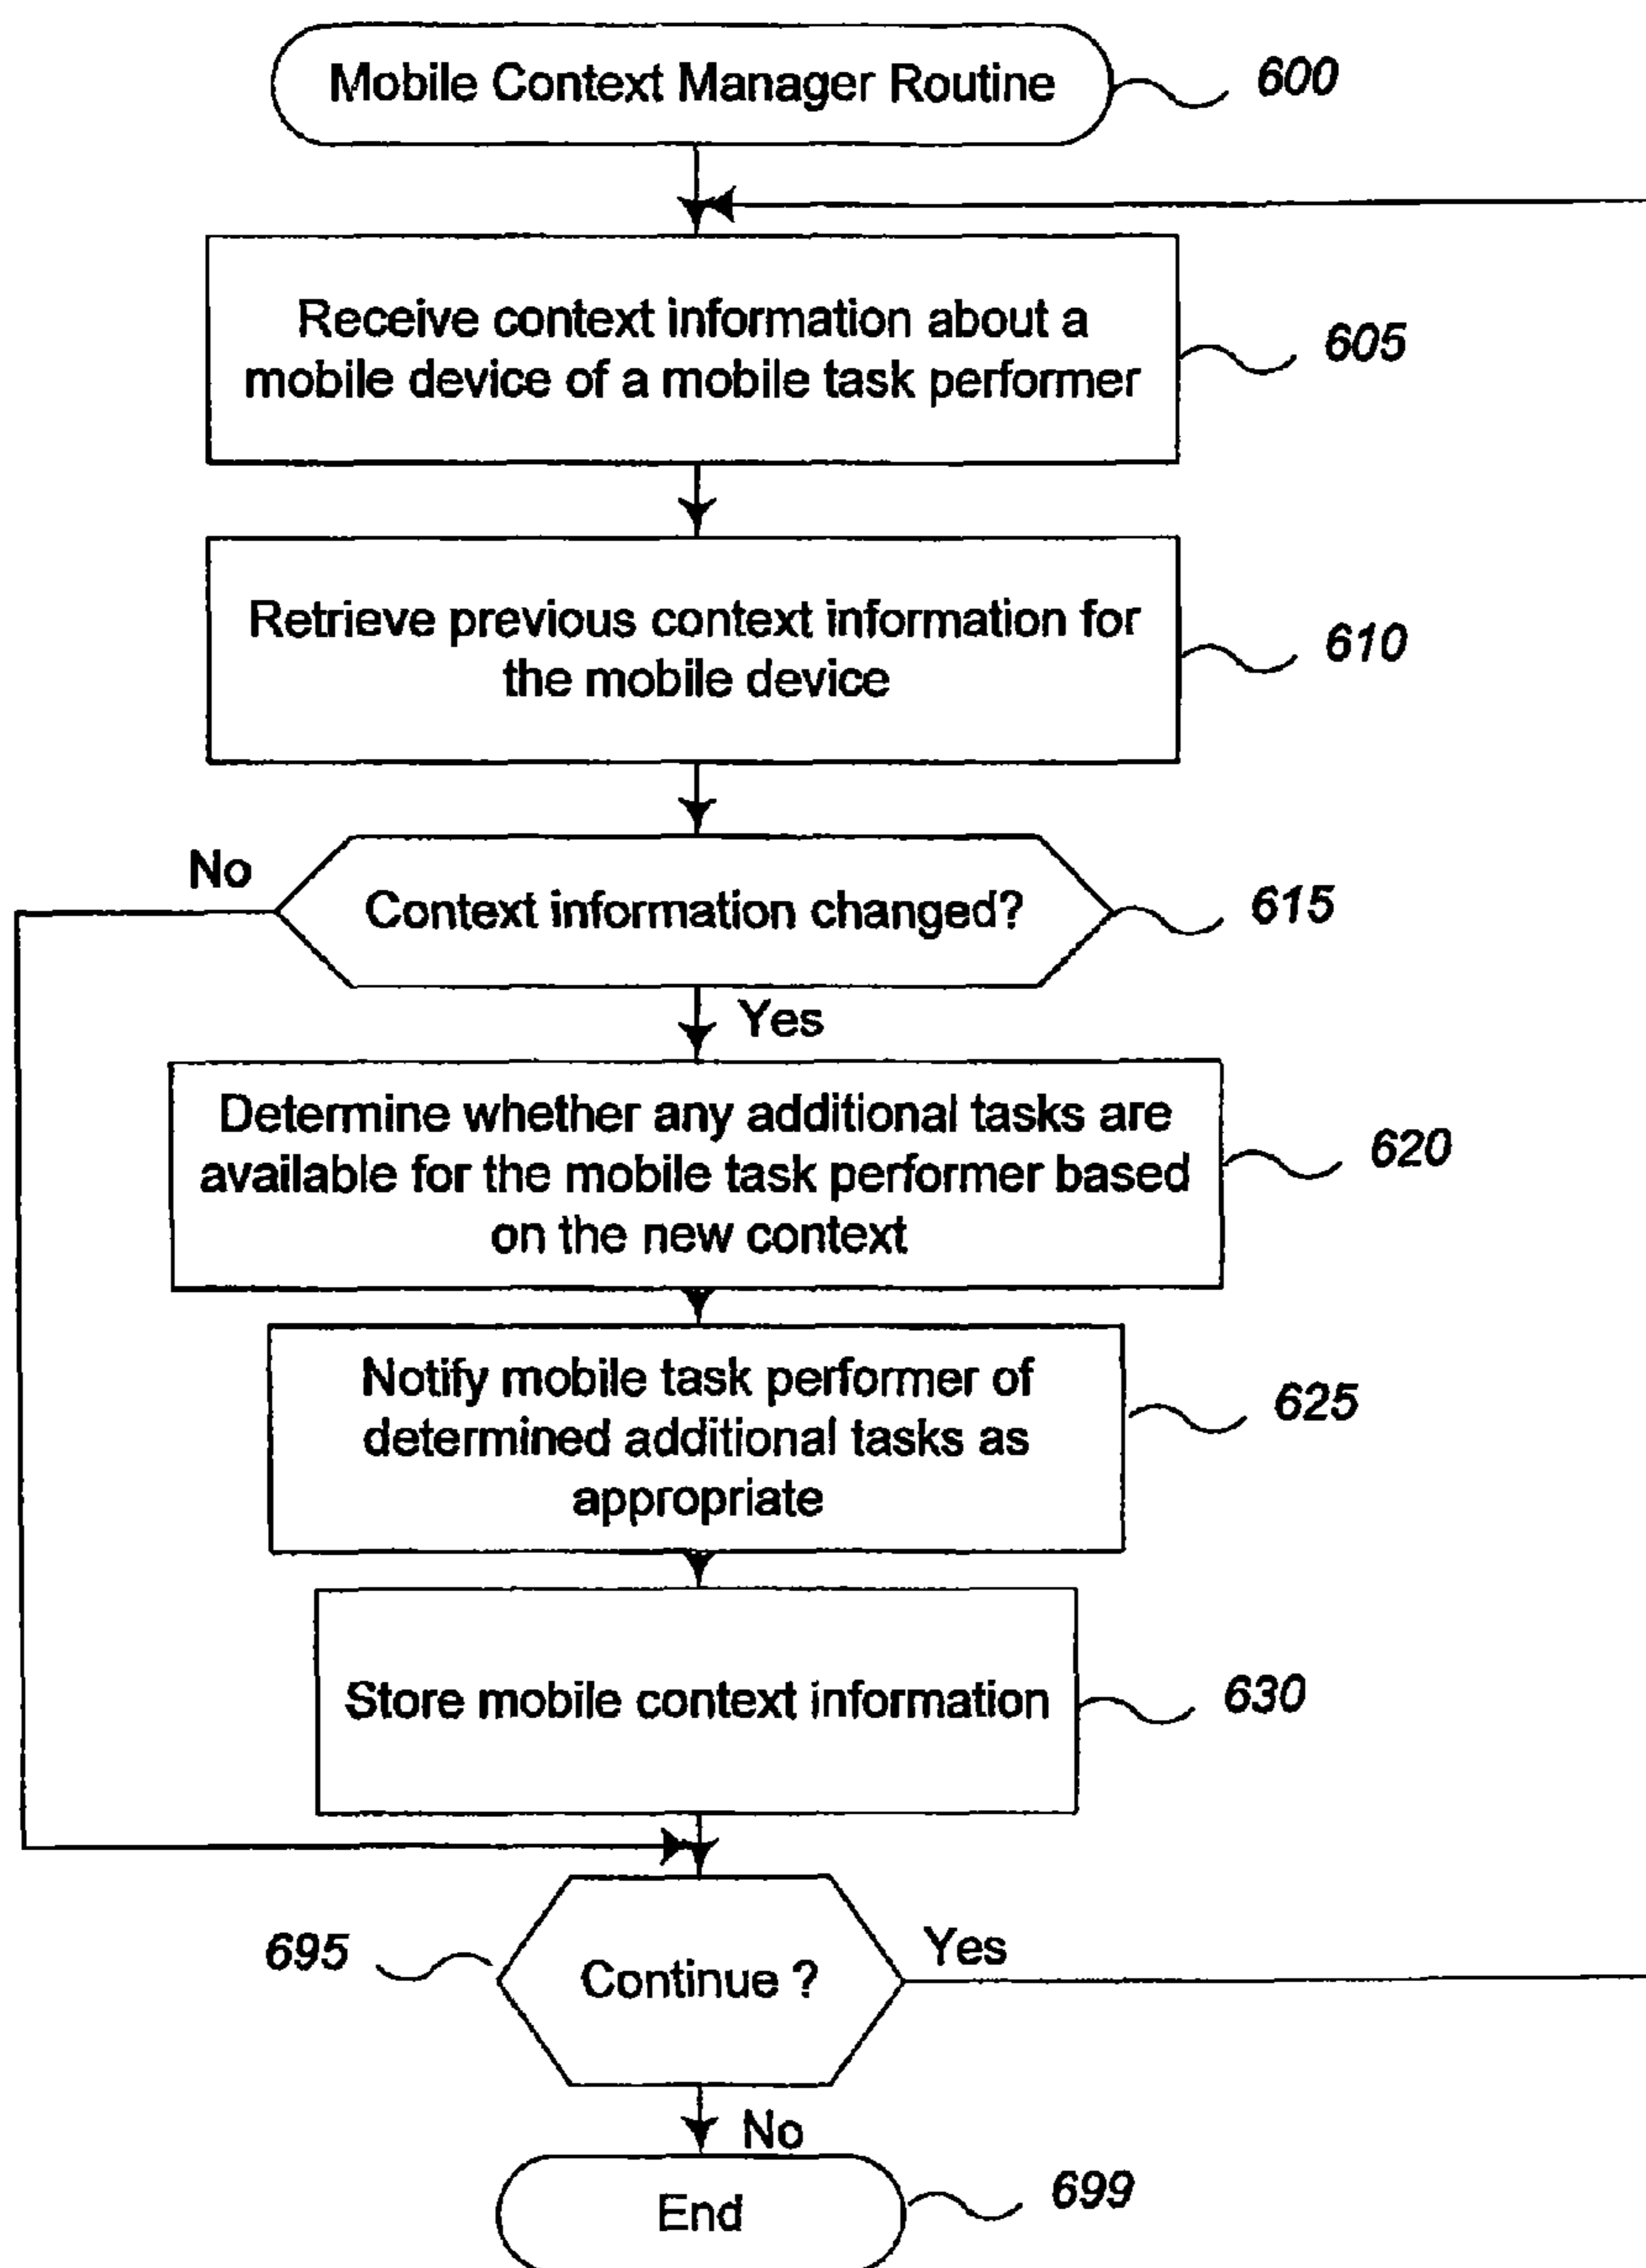 Mobile Context Manager Routine
600
Receive context information about a
mobile device of a mobile task performer
605
Retrieve previous context information for
the mobile device
610
No
Context information changed?
615
Yes
Determine whether any additional tasks are
available for the mobile task performer based
on the new context
620
Notify mobile task performer of
determined additional tasks as
appropriate
625
Store mobile context information
630
695
Continue ?
Yes
No
End
699